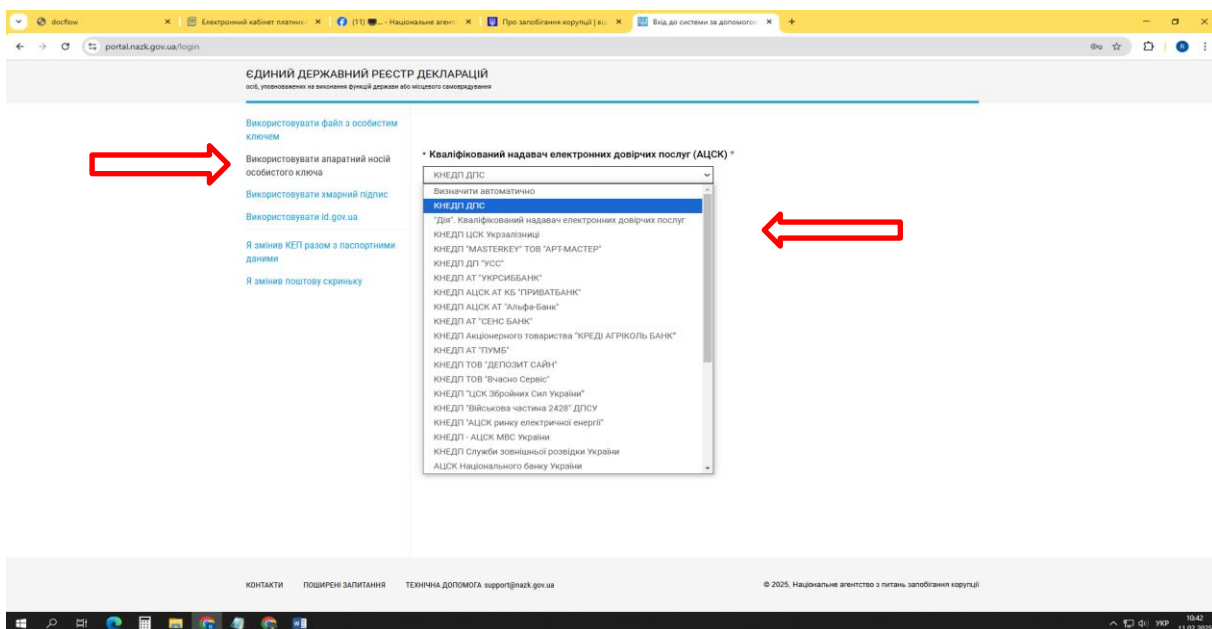 docflow
Електронний кабінет платник
(11) ... - Національне агент
Про запобігання корупції | від
Вхід до системи за допомогою
portal.nazk.gov.ua/login
ЄДИНИЙ ДЕРЖАВНИЙ РЕЄСТР ДЕКЛАРАЦІЙ
осіб, уповноважених на виконання функцій держави або місцевого самоврядування
Використовувати файл з особистим
ключем
Використовувати апаратний носій
особистого ключа
Використовувати хмарний підпис
Використовувати id.gov.ua
Я змінив КЕП разом з паспортними
даними
Я змінив поштову скриньку
• Кваліфікований надавач електронних довірчих послуг (АЦСК) *
КНЕДП ДПС
Визначити автоматично
КНЕДП ДПС
"Дія". Кваліфікований надавач електронних довірчих послуг
КНЕДП ЦСК Укрзалізниці
КНЕДП "MASTERKEY" ТОВ "АРТ-МАСТЕР"
КНЕДП ДП "УСС"
КНЕДП АТ "УКРСИББАНК"
КНЕДП АЦСК АТ КБ "ПРИВАТБАНК"
КНЕДП АЦСК АТ "Альфа-Банк"
КНЕДП АТ "СЕНС БАНК"
КНЕДП Акціонерного товариства "КРЕДІ АГРІКОЛЬ БАНК"
КНЕДП АТ "ПУМБ"
КНЕДП ТОВ "ДЕПОЗИТ САЙН"
КНЕДП ТОВ "Вчасно Сервіс"
КНЕДП "ЦСК Збройних Сил України"
КНЕДП "Військова частина 2428" ДПСУ
КНЕДП "АЦСК ринку електричної енергії"
КНЕДП - АЦСК МВС України
КНЕДП Служби зовнішньої розвідки України
АЦСК Національного банку України
КОНТАКТИ ПОШИРЕНІ ЗАПИТАННЯ ТЕХНІЧНА ДОПОМОГА support@nazk.gov.ua
© 2025, Національне агентство з питань запобігання корупції
УКР
10:42
11.02.2025